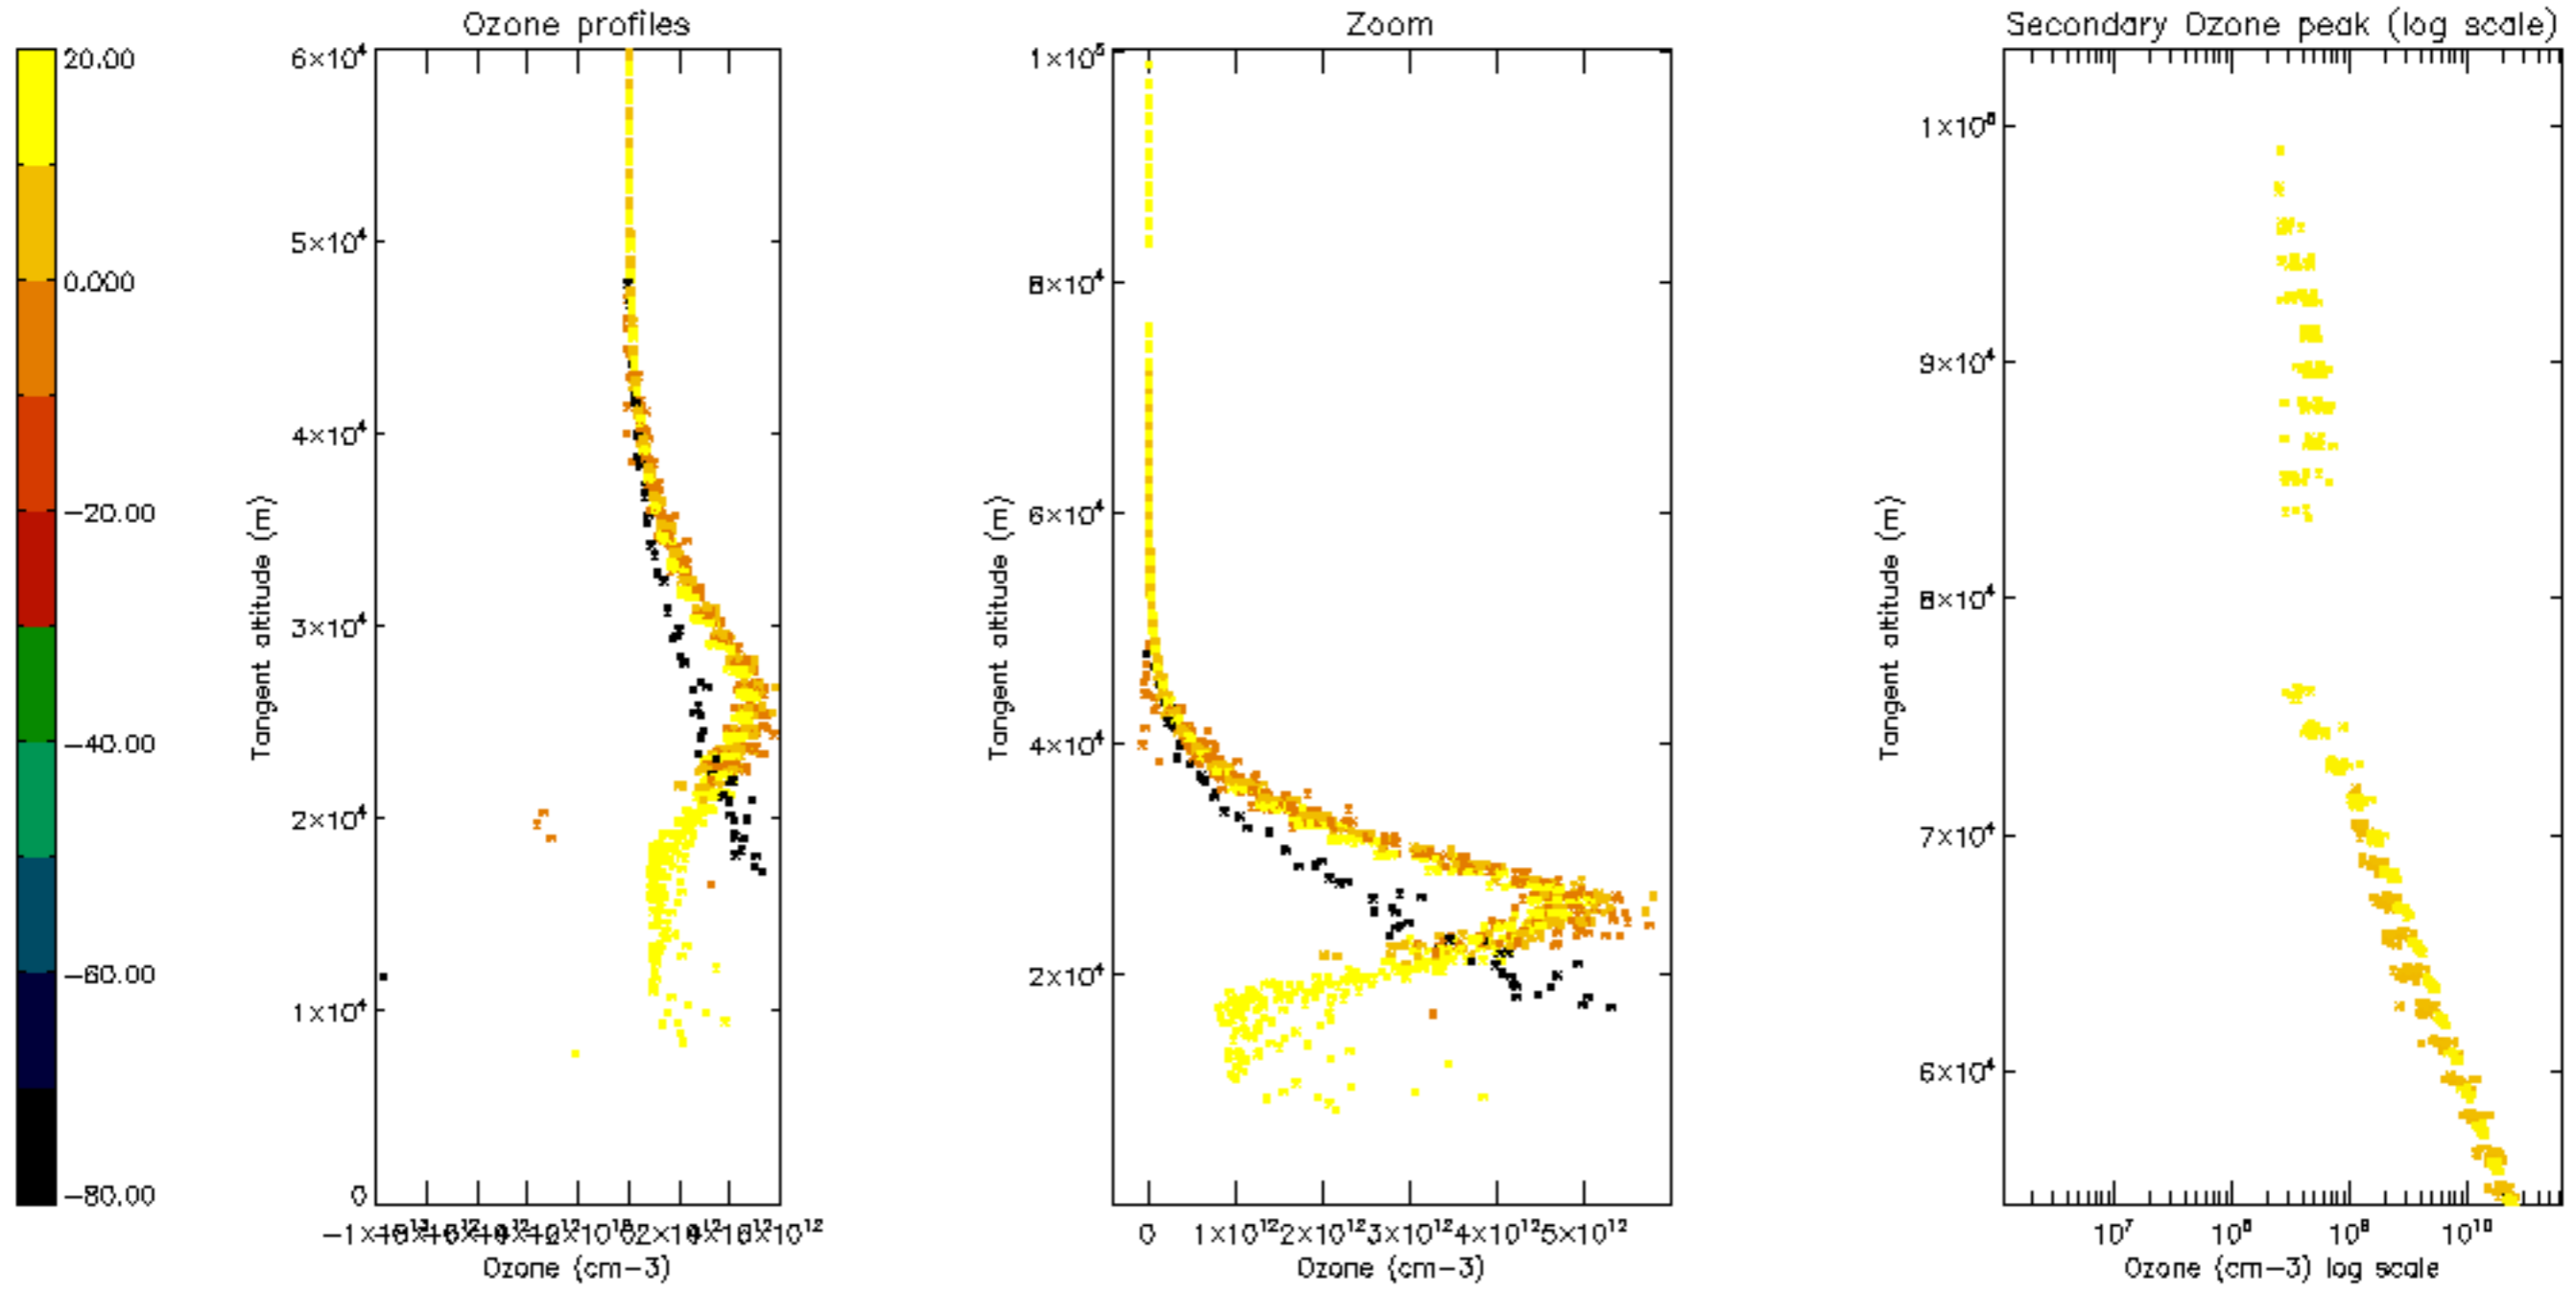 Ozone profiles
Zoom
Secondary Ozone peak (log scale)
20.00
0.000
−20.00
−40.00
−60.00
−80.00
6×10⁴
5×10⁴
4×10⁴
3×10⁴
2×10⁴
1×10⁴
0
Tangent altitude (m)
Ozone (cm−3)
1×10⁵
8×10⁴
6×10⁴
4×10⁴
2×10⁴
Tangent altitude (m)
0 1×10¹² 2×10¹² 3×10¹² 4×10¹² 5×10¹²
Ozone (cm−3)
1×10⁵
9×10⁴
8×10⁴
7×10⁴
6×10⁴
Tangent altitude (m)
10⁷ 10⁸ 10⁹ 10¹⁰
Ozone (cm−3) log scale